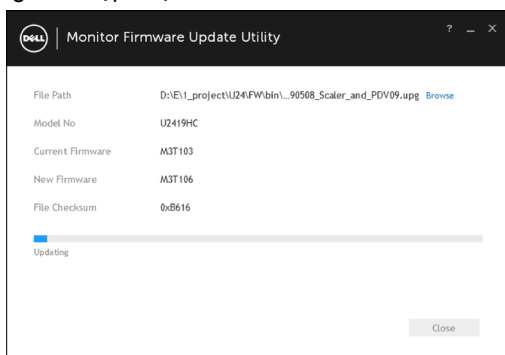 DELL | Monitor Firmware Update Utility ? _ ×
File Path D:\E\1_project\U24\FW\bin\...90508_Scaler_and_PDV09.upg Browse
Model No U2419HC
Current Firmware M3T103
New Firmware M3T106
File Checksum 0xB616
Updating
Close